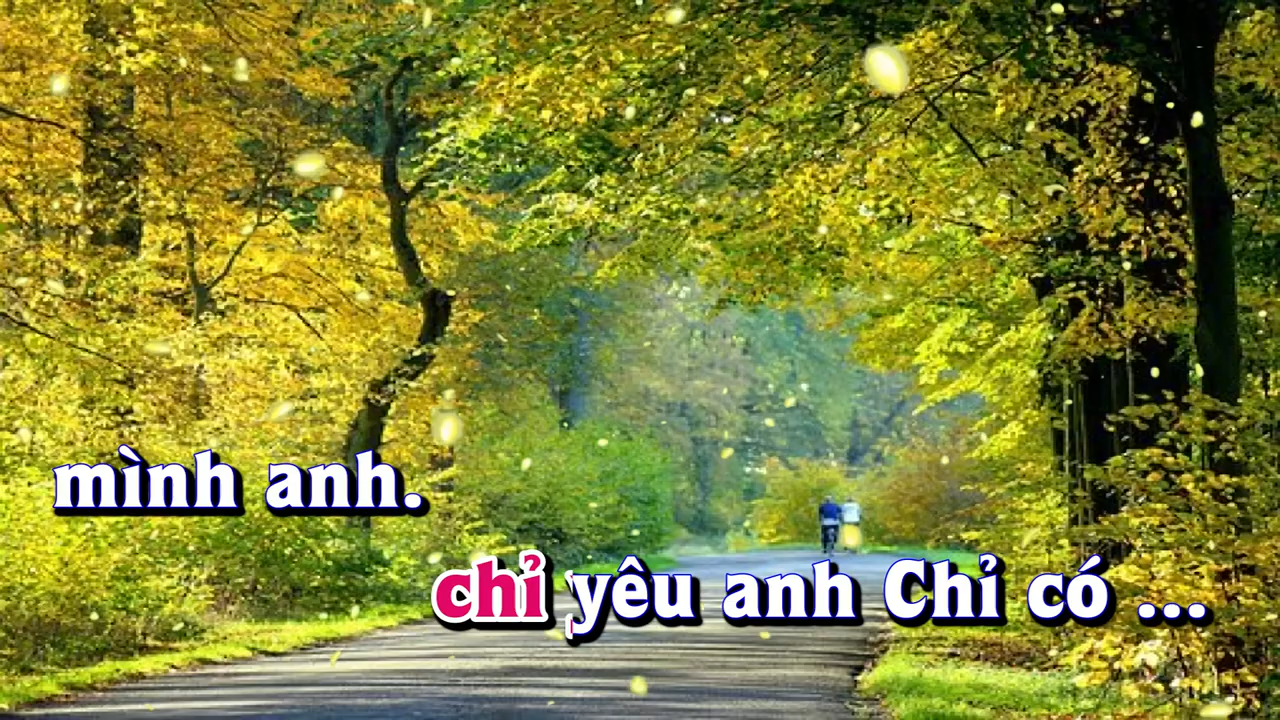 mình anh.
chỉ yêu anh Chỉ có ...